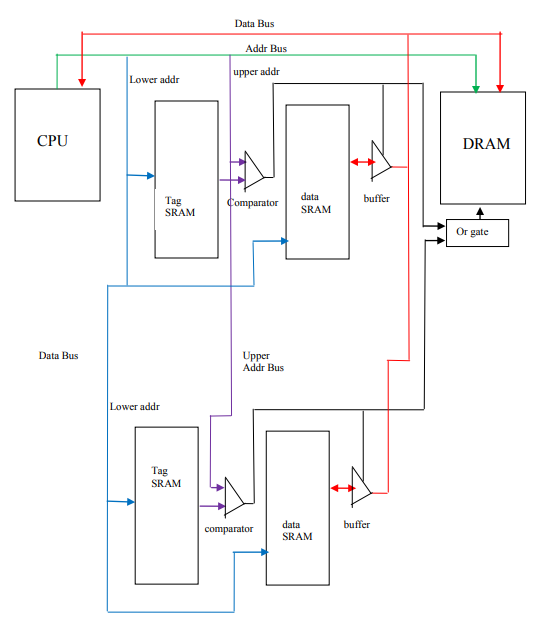 Data Bus
Addr Bus
upper addr
Lower addr
CPU
DRAM
Tag
SRAM
Comparator
data
SRAM
buffer
Or gate
Data Bus
Upper
Addr Bus
Lower addr
Tag
SRAM
comparator
data
SRAM
buffer